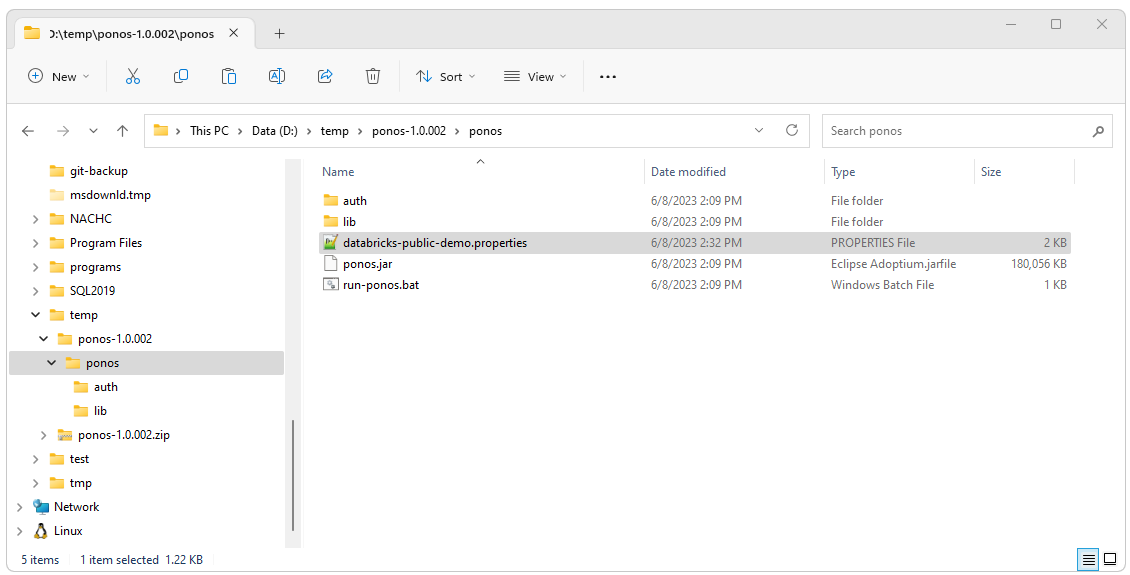 D:\temp\ponos-1.0.002\ponos
New
Sort
View
This PC > Data (D:) > temp > ponos-1.0.002 > ponos
Search ponos
git-backup
msdownld.tmp
NACHC
Program Files
programs
SQL2019
temp
ponos-1.0.002
ponos
auth
lib
ponos-1.0.002.zip
test
tmp
Network
Linux
Name Date modified Type Size
auth 6/8/2023 2:09 PM File folder
lib 6/8/2023 2:09 PM File folder
databricks-public-demo.properties 6/8/2023 2:32 PM PROPERTIES File 2 KB
ponos.jar 6/8/2023 2:09 PM Eclipse Adoptium.jarfile 180,056 KB
run-ponos.bat 6/8/2023 2:09 PM Windows Batch File 1 KB
5 items 1 item selected 1.22 KB